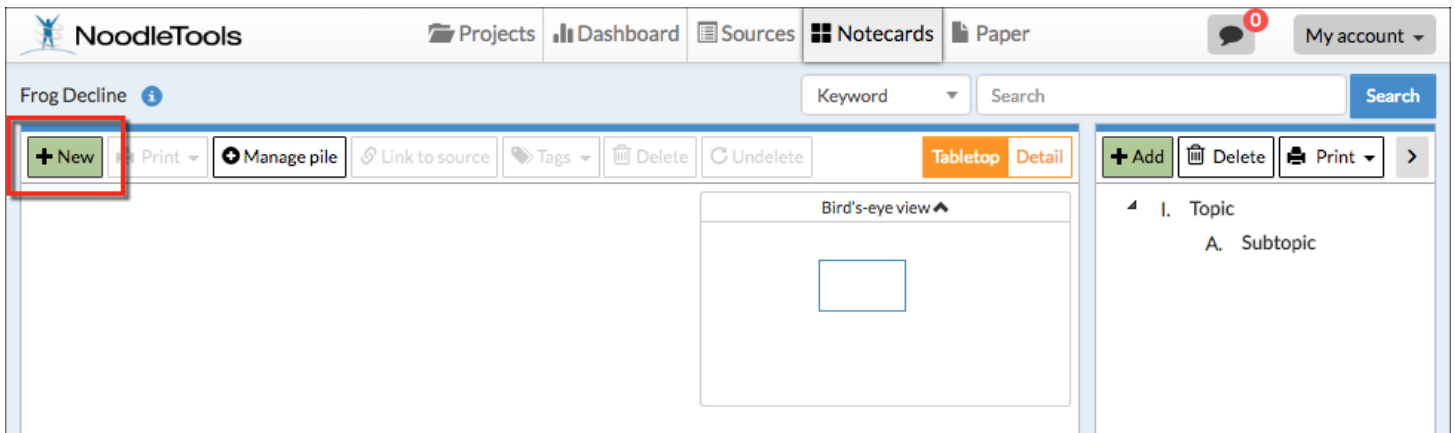 NoodleTools Projects Dashboard Sources Notecards Paper 0 My account
Frog Decline Keyword Search Search
New Print Manage pile Link to source Tags Delete Undelete Tabletop Detail Add Delete Print
Bird's-eye view
I. Topic
A. Subtopic